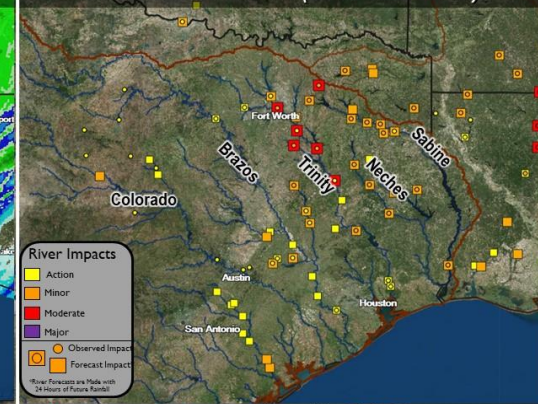 Fort Worth
Brazos
Trinity
Neches
Sabine
Colorado
Austin
San Antonio
Houston
River Impacts
Action
Minor
Moderate
Major
Observed Impact
Forecast Impact
*River Forecasts are Made with
24 Hours of Future Rainfall